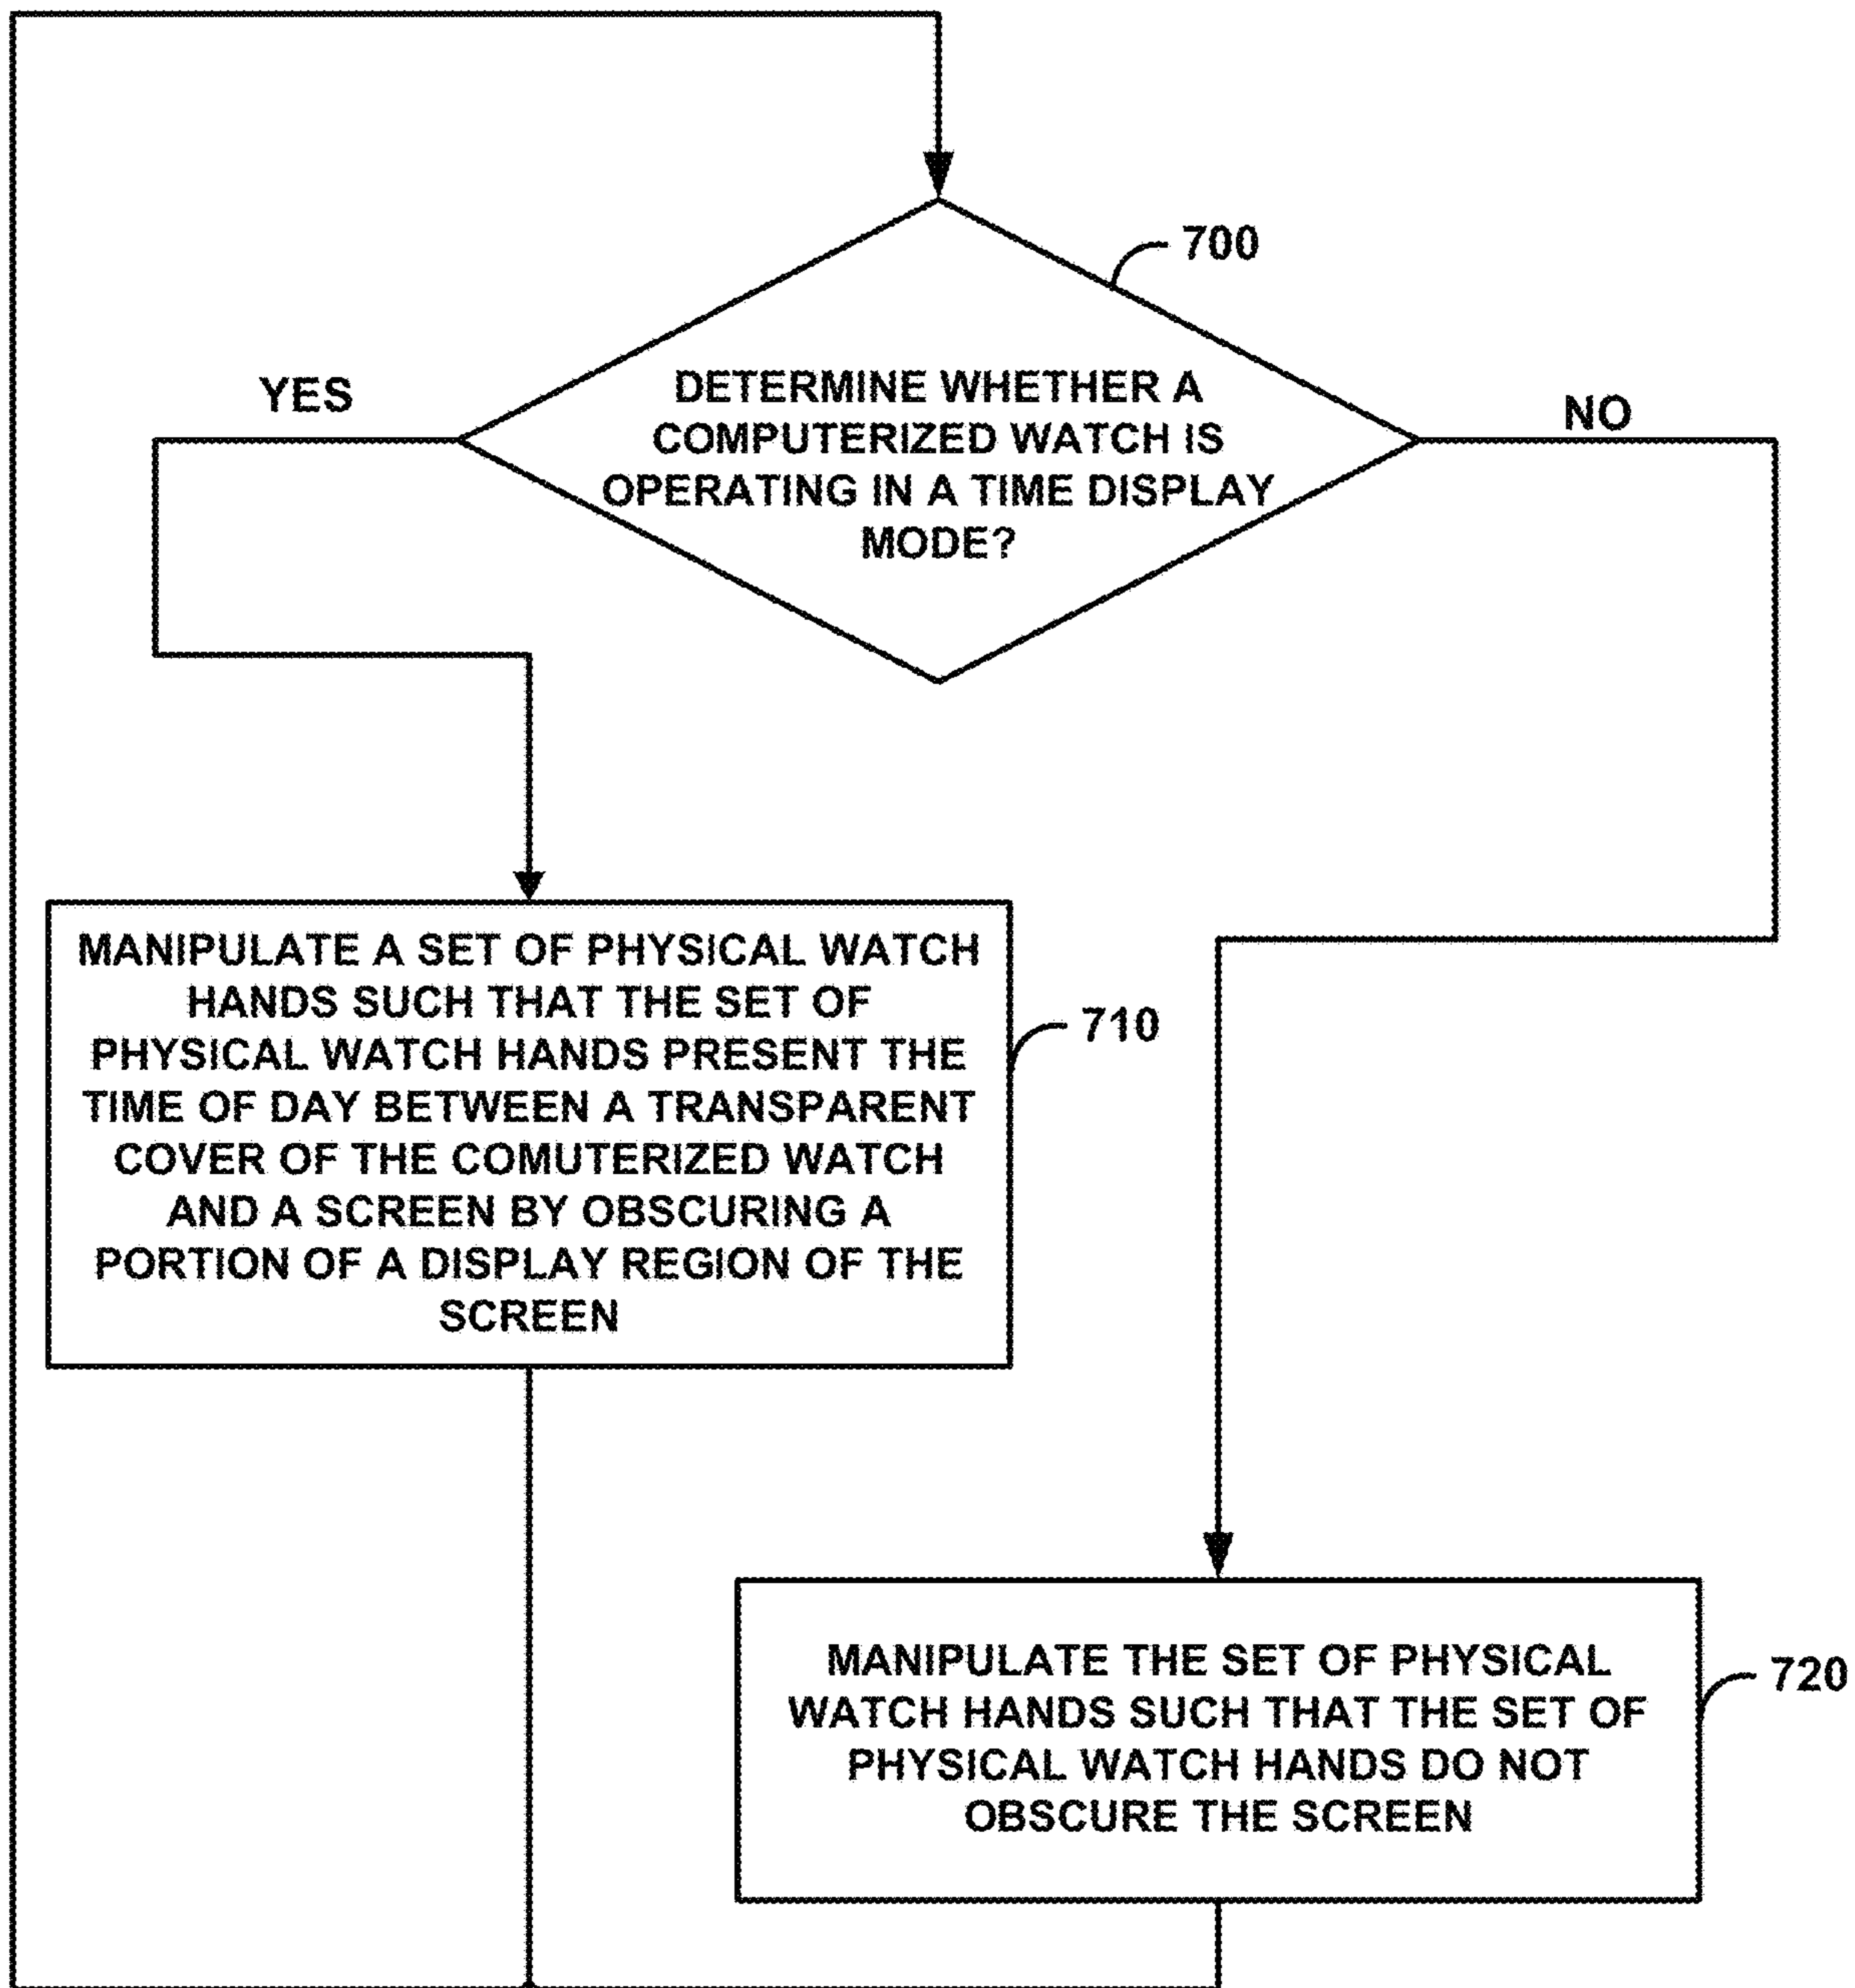 700
YES
NO
DETERMINE WHETHER A
COMPUTERIZED WATCH IS
OPERATING IN A TIME DISPLAY
MODE?
MANIPULATE A SET OF PHYSICAL WATCH
HANDS SUCH THAT THE SET OF
PHYSICAL WATCH HANDS PRESENT THE
TIME OF DAY BETWEEN A TRANSPARENT
COVER OF THE COMUTERIZED WATCH
AND A SCREEN BY OBSCURING A
PORTION OF A DISPLAY REGION OF THE
SCREEN
710
MANIPULATE THE SET OF PHYSICAL
WATCH HANDS SUCH THAT THE SET OF
PHYSICAL WATCH HANDS DO NOT
OBSCURE THE SCREEN
720